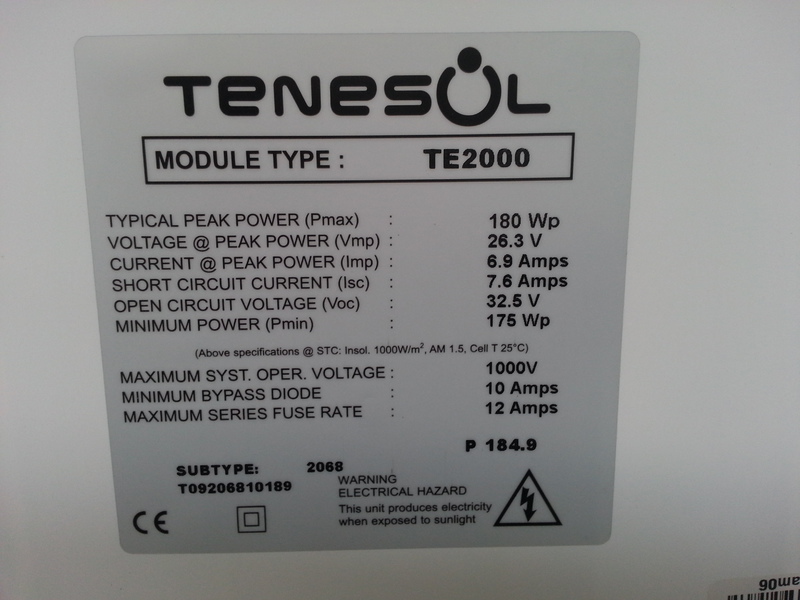 TENESOL
MODULE TYPE : TE2000
TYPICAL PEAK POWER (Pmax) : 180 Wp
VOLTAGE @ PEAK POWER (Vmp) : 26.3 V
CURRENT @ PEAK POWER (Imp) : 6.9 Amps
SHORT CIRCUIT CURRENT (Isc) : 7.6 Amps
OPEN CIRCUIT VOLTAGE (Voc) : 32.5 V
MINIMUM POWER (Pmin) : 175 Wp
(Above specifications @ STC: Insol. 1000W/m², AM 1.5, Cell T 25°C)
MAXIMUM SYST. OPER. VOLTAGE : 1000V
MINIMUM BYPASS DIODE : 10 Amps
MAXIMUM SERIES FUSE RATE : 12 Amps
P 184.9
SUBTYPE: 2068
T09206810189
WARNING
ELECTRICAL HAZARD
This unit produces electricity
when exposed to sunlight
CE
am06